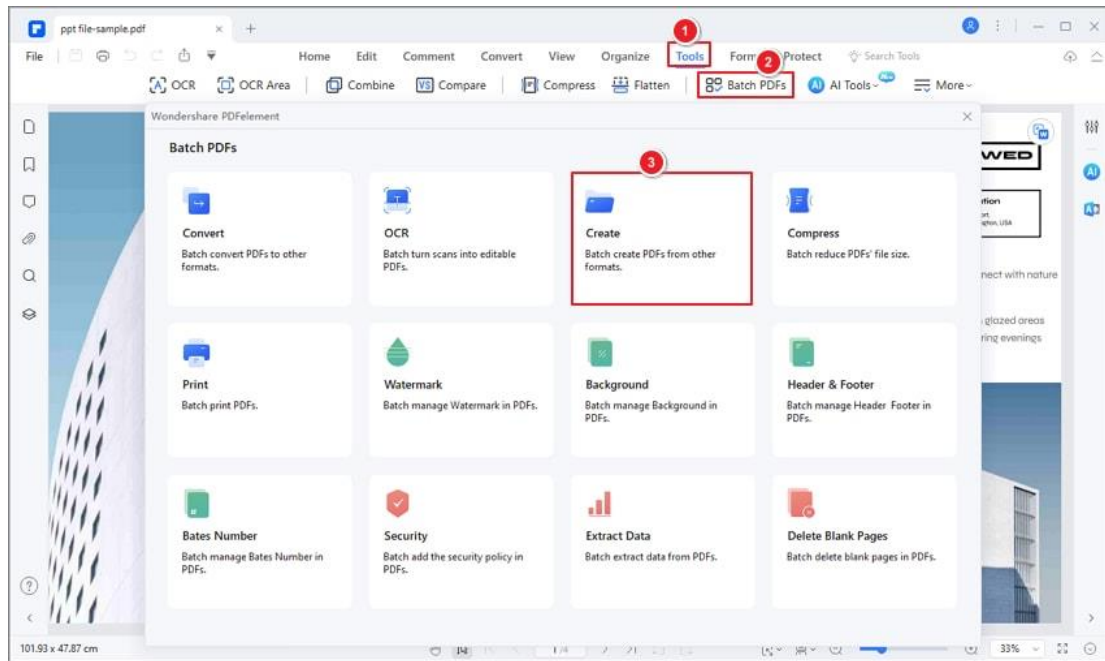 ppt file-sample.pdf
1
File
Home
Edit
Comment
Convert
View
Organize
Tools
Form
2
Protect
Search Tools
OCR
OCR Area
Combine
VS Compare
Compress
Flatten
Batch PDFs
AI AI Tools
More
Wondershare PDFelement
Batch PDFs
3
Convert
Batch convert PDFs to other
formats.
OCR
Batch turn scans into editable
PDFs.
Create
Batch create PDFs from other
formats.
Compress
Batch reduce PDFs' file size.
Print
Batch print PDFs.
Watermark
Batch manage Watermark in PDFs.
Background
Batch manage Background in
PDFs.
Header & Footer
Batch manage Header Footer in
PDFs.
Bates Number
Batch manage Bates Number in
PDFs.
Security
Batch add the security policy in
PDFs.
Extract Data
Batch extract data from PDFs.
Delete Blank Pages
Batch delete blank pages in PDFs.
WED
USA
nect with nature
glazed areas
ring evenings
AI
101.93 x 47.87 cm
33%